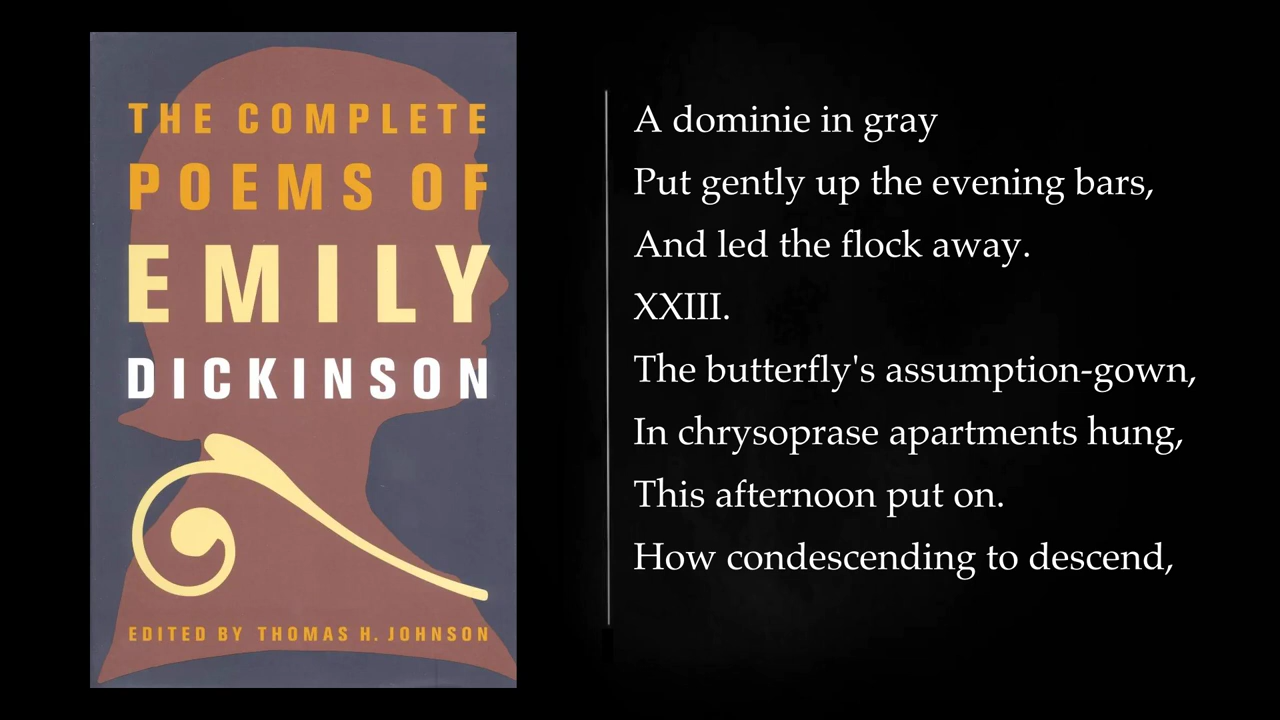 THE COMPLETE
POEMS OF
EMILY
DICKINSON
EDITED BY THOMAS H. JOHNSON
A dominie in gray
Put gently up the evening bars,
And led the flock away.
XXIII.
The butterfly's assumption-gown,
In chrysoprase apartments hung,
This afternoon put on.
How condescending to descend,